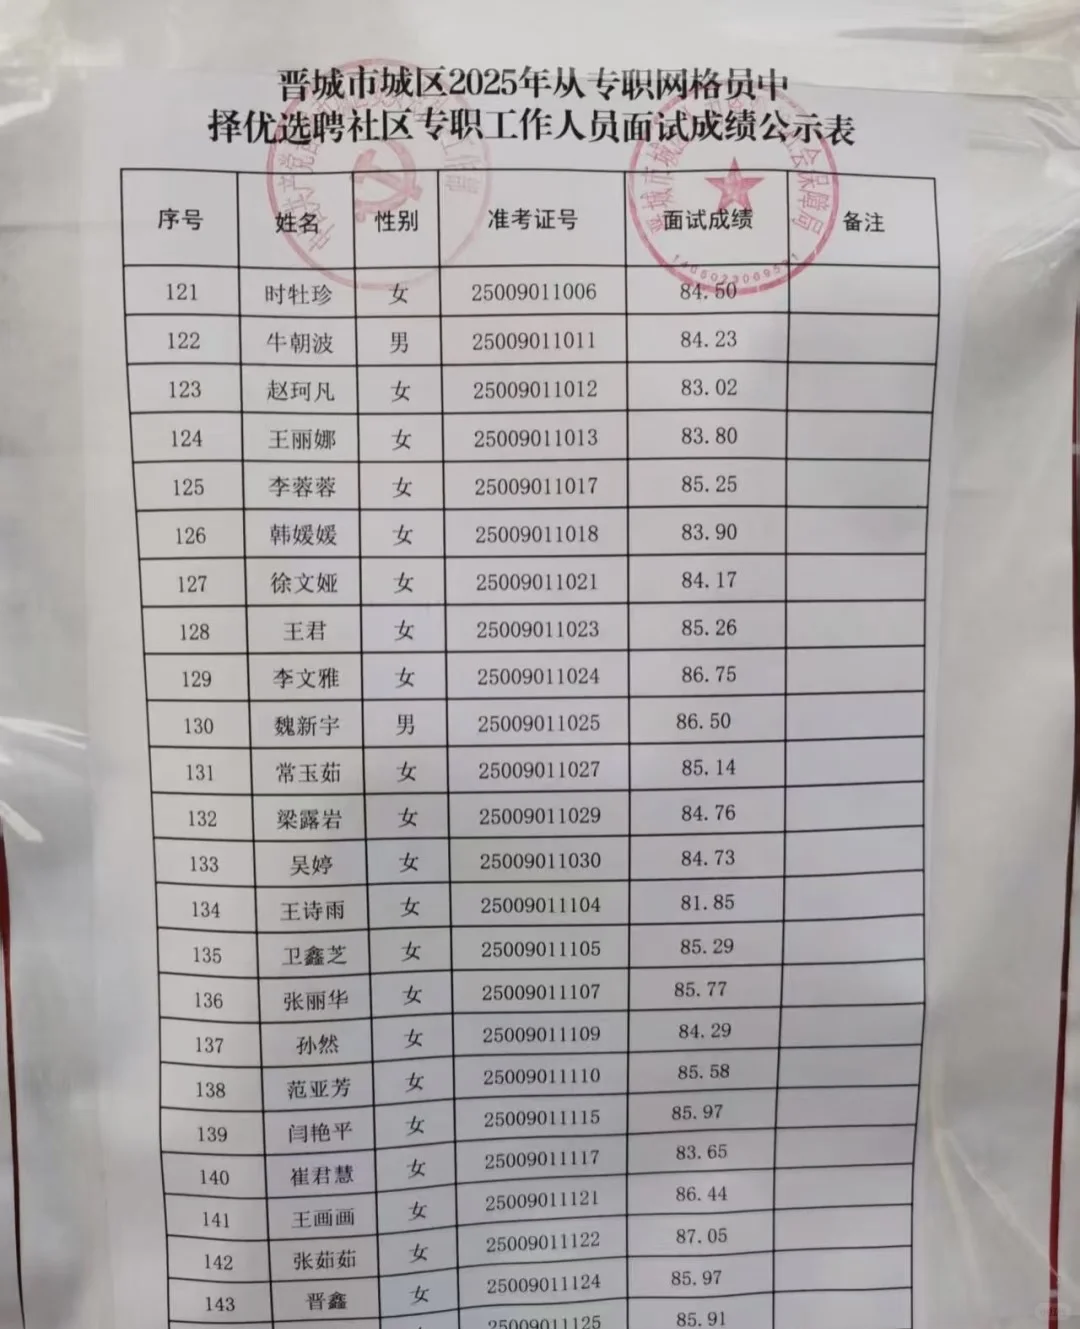 晋城市城区2025年从专职网格员中
择优选聘社区专职工作人员面试成绩公示表
序号 姓名 性别 准考证号 面试成绩 备注
121 时牡珍 女 25009011006 84.50
122 牛朝波 男 25009011011 84.23
123 赵珂凡 女 25009011012 83.02
124 王丽娜 女 25009011013 83.80
125 李蓉蓉 女 25009011017 85.25
126 韩媛媛 女 25009011018 83.90
127 徐文娅 女 25009011021 84.17
128 王君 女 25009011023 85.26
129 李文雅 女 25009011024 86.75
130 魏新宇 男 25009011025 86.50
131 常玉茹 女 25009011027 85.14
132 梁露岩 女 25009011029 84.76
133 吴婷 女 25009011030 84.73
134 王诗雨 女 25009011104 81.85
135 卫鑫芝 女 25009011105 85.29
136 张丽华 女 25009011107 85.77
137 孙然 女 25009011109 84.29
138 范亚芳 女 25009011110 85.58
139 闫艳平 女 25009011115 85.97
140 崔君慧 女 25009011117 83.65
141 王画画 女 25009011121 86.44
142 张茹茹 女 25009011122 87.05
143 晋鑫 女 25009011124 85.97
25009011125 85.91